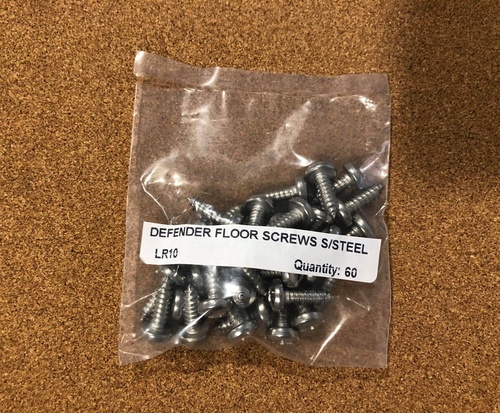 DEFENDER FLOOR SCREWS S/STEEL
LR10
Quantity: 60